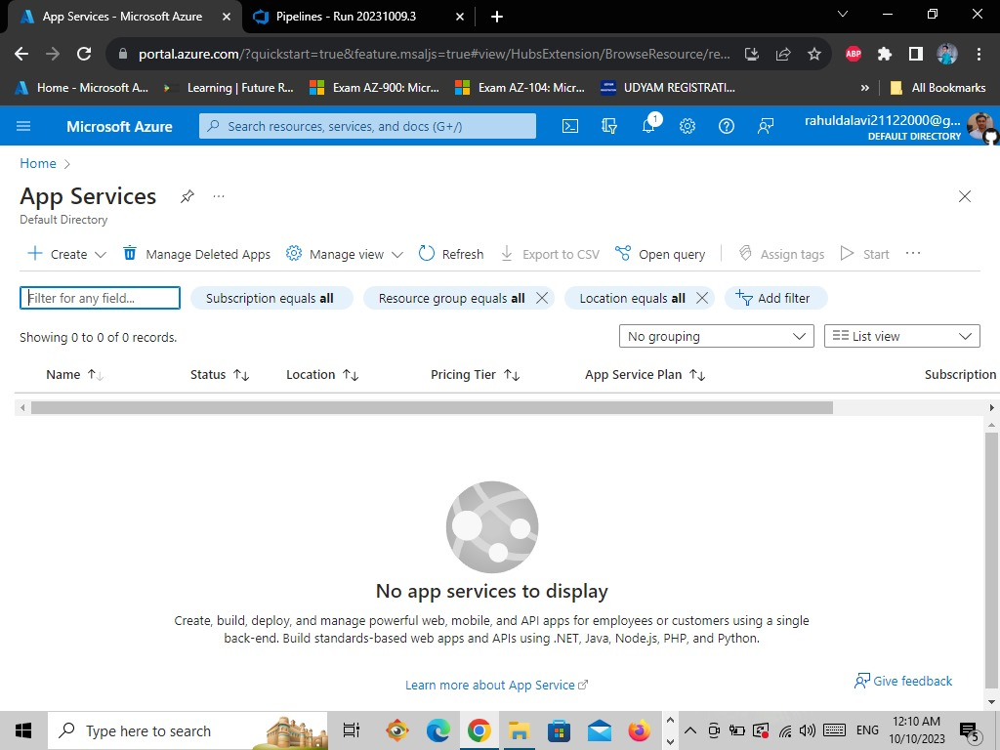 App Services - Microsoft Azure
Pipelines - Run 20231009.3
portal.azure.com/?quickstart=true&feature.msaljs=true#view/HubsExtension/BrowseResource/re...
ABP
Home - Microsoft A...
Learning | Future R...
Exam AZ-900: Micr...
Exam AZ-104: Micr...
UDYAM REGISTRATI...
»
All Bookmarks
Microsoft Azure
Search resources, services, and docs (G+/)
1
rahuldalavi21122000@g...
DEFAULT DIRECTORY
Home >
App Services
...
Default Directory
Create
Manage Deleted Apps
Manage view
Refresh
Export to CSV
Open query
Assign tags
Start
...
Filter for any field...
Subscription equals all
Resource group equals all
Location equals all
Add filter
Showing 0 to 0 of 0 records.
No grouping
List view
Name
Status
Location
Pricing Tier
App Service Plan
Subscription
No app services to display
Create, build, deploy, and manage powerful web, mobile, and API apps for employees or customers using a single
back-end. Build standards-based web apps and APIs using .NET, Java, Node.js, PHP, and Python.
Learn more about App Service
Give feedback
Type here to search
ENG
12:10 AM
10/10/2023
5